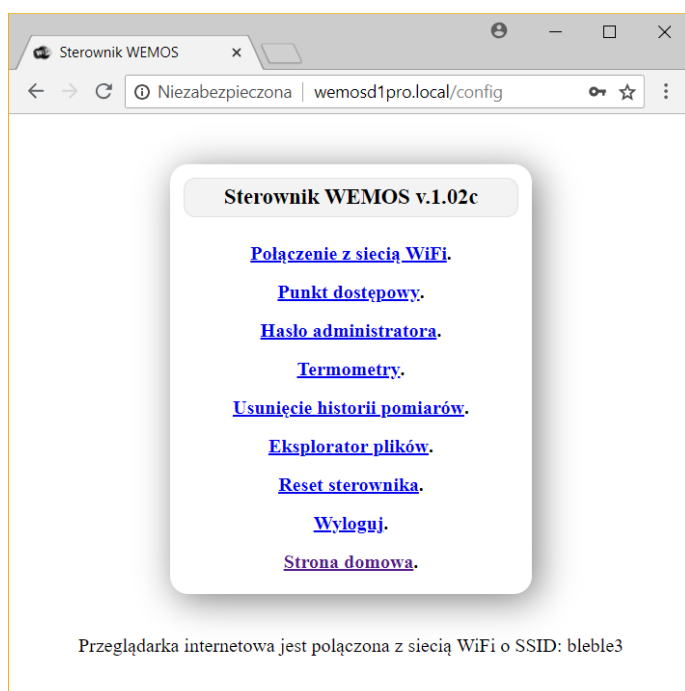 Sterownik WEMOS
Niezabezpieczona | wemosd1pro.local/config
Sterownik WEMOS v.1.02c
Połączenie z siecią WiFi.
Punkt dostępowy.
Hasło administratora.
Termometry.
Usunięcie historii pomiarów.
Eksplorator plików.
Reset sterownika.
Wyloguj.
Strona domowa.
Przeglądarka internetowa jest połączona z siecią WiFi o SSID: bleble3